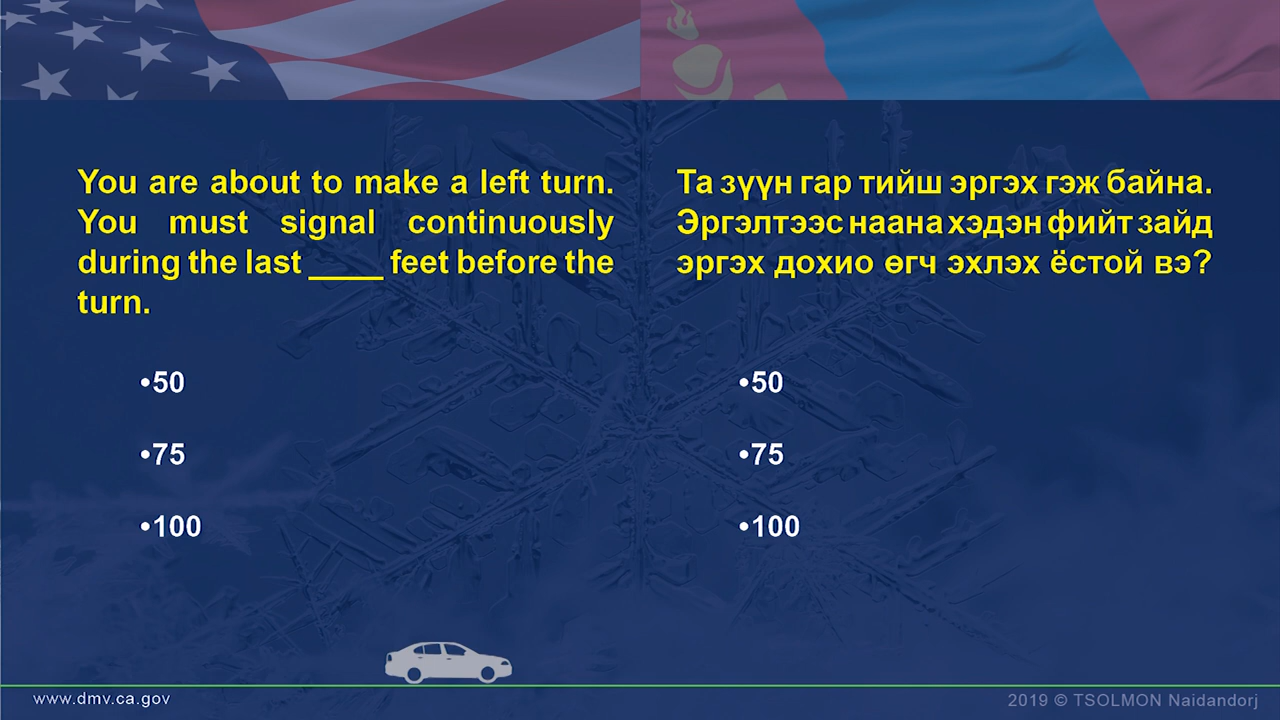 You are about to make a left turn.
You must signal continuously
during the last ____ feet before the
turn.
•50
•75
•100
Та зүүн гар тийш эргэх гэж байна.
Эргэлтээс наана хэдэн фийт зайд
эргэх дохио өгч эхлэх ёстой вэ?
•50
•75
•100
www.dmv.ca.gov
2019 © TSOLMON Naidandorj